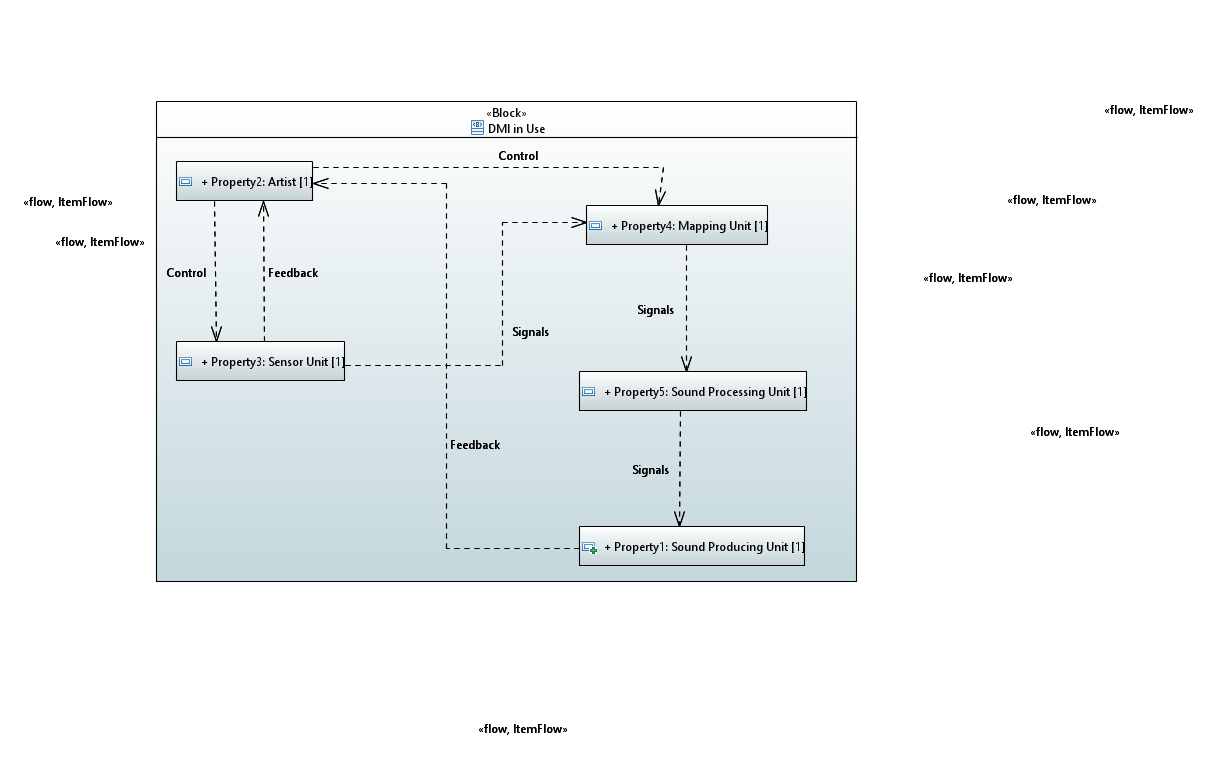 «Block»
DMI in Use
«flow, ItemFlow»
Control
+ Property2: Artist [1]
«flow, ItemFlow»
«flow, ItemFlow»
+ Property4: Mapping Unit [1]
«flow, ItemFlow»
Control
Feedback
«flow, ItemFlow»
Signals
Signals
+ Property3: Sensor Unit [1]
+ Property5: Sound Processing Unit [1]
«flow, ItemFlow»
Feedback
Signals
+ Property1: Sound Producing Unit [1]
«flow, ItemFlow»